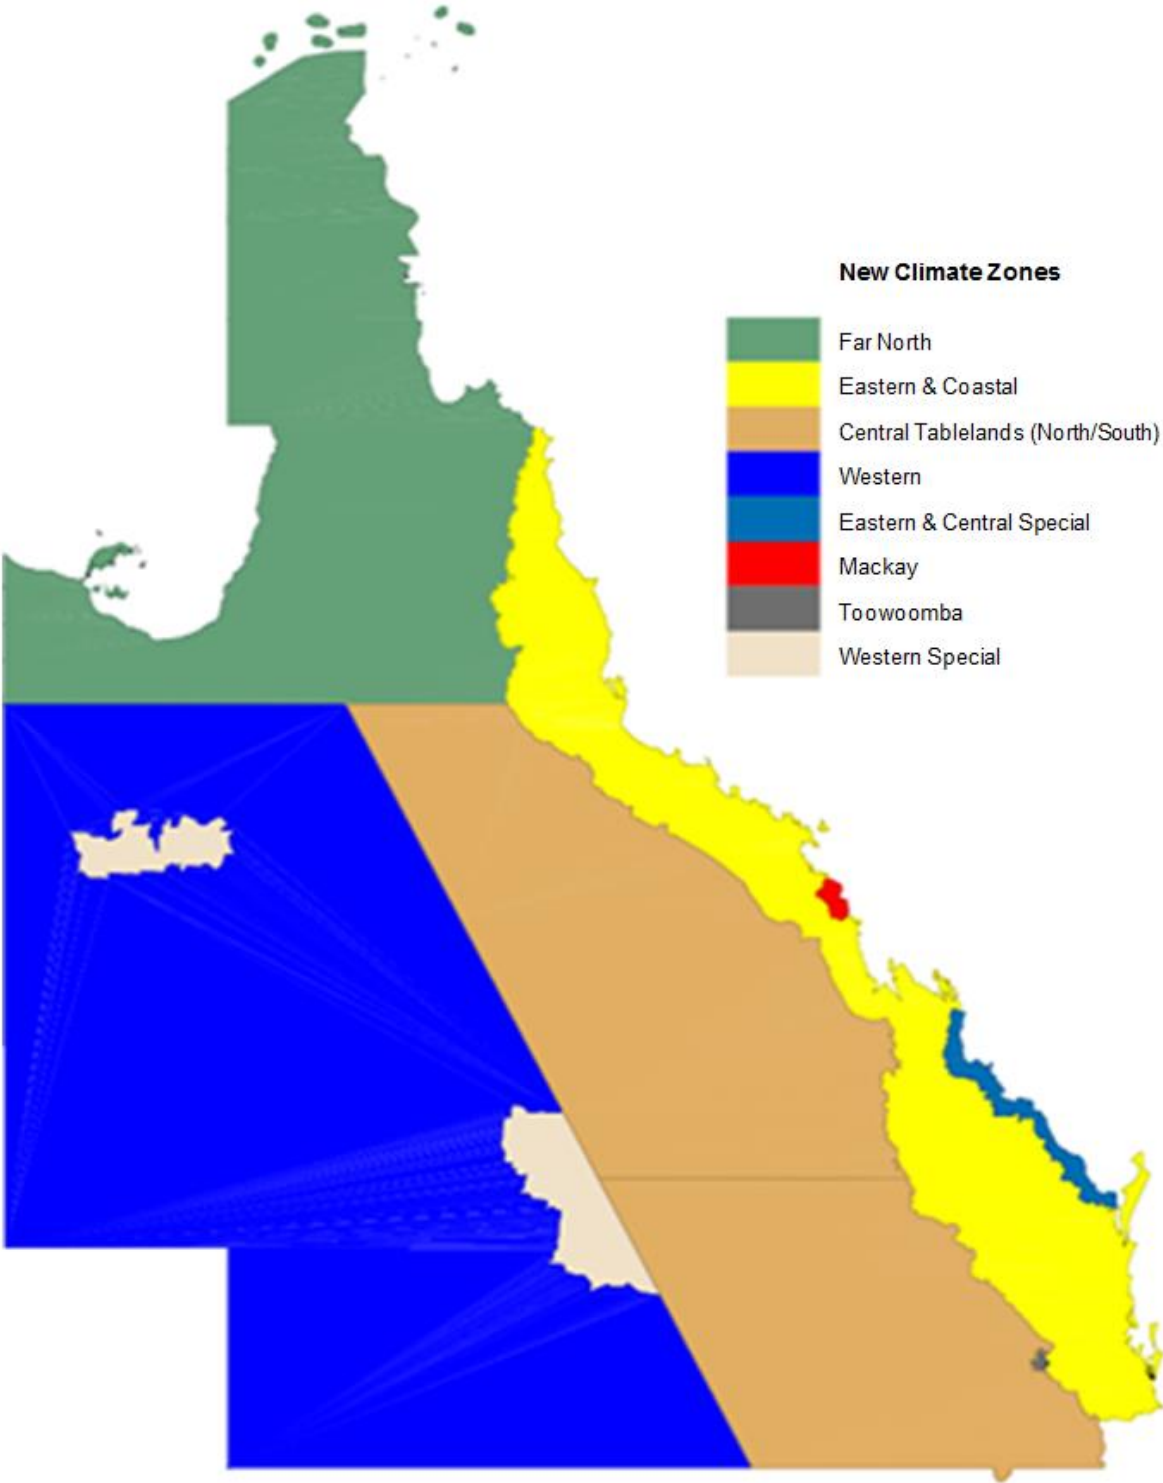 New Climate Zones
Far North
Eastern & Coastal
Central Tablelands (North/South)
Western
Eastern & Central Special
Mackay
Toowoomba
Western Special